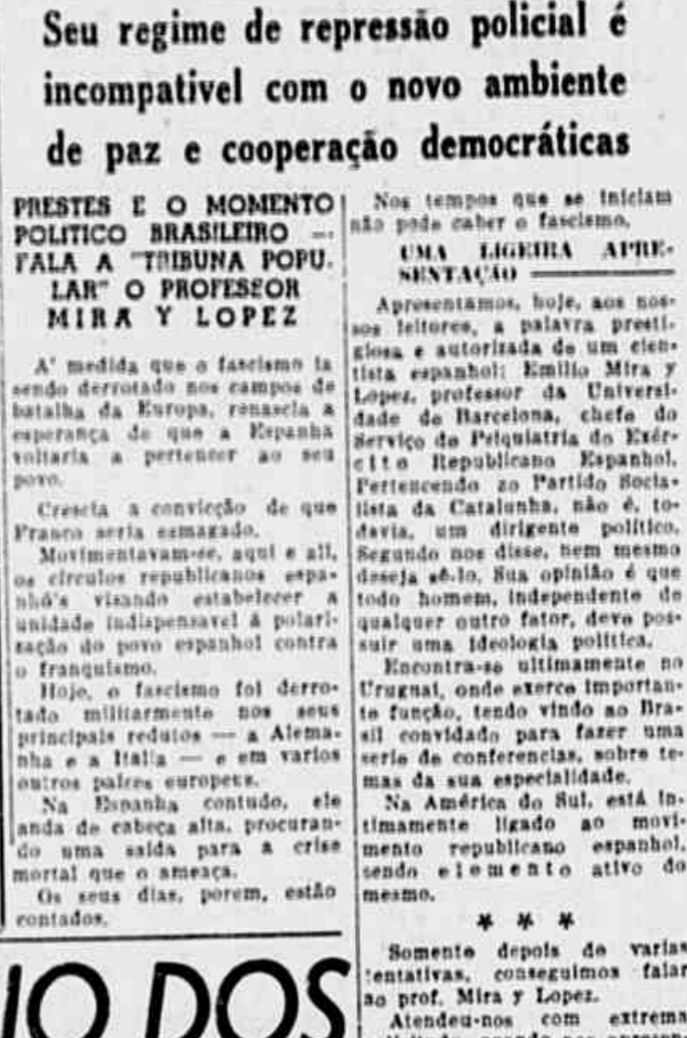 Seu regime de repressão policial é
incompativel com o novo ambiente
de paz e cooperação democráticas
PRESTES E O MOMENTO
POLITICO BRASILEIRO —
FALA A "TRIBUNA POPU-
LAR" O PROFESSOR
MIRA Y LOPEZ
A' medida que o fascismo ia
sendo derrotado nos campos de
batalha da Europa, renascia a
esperança de que a Espanha
voltaria a pertencer ao seu
povo.
Crescia a convicção de que
Franco seria esmagado.
Movimentavam-se, aqui e ali,
os circulos republicanos espa-
nhó's visando estabelecer a
unidade indispensavel á polari-
sação do povo espanhol contra
o franquismo.
Hoje, o fascismo foi derro-
tado militarmente nos seus
principais redutos — a Alema-
nha e a Italia — e em varios
outros paises europeus.
Na Espanha contudo, ele
anda de cabeça alta, procuran-
do uma saida para a crise
mortal que o ameaça.
Os seus dias, porem, estão
contados.
Nos tempos que se iniciam
não pode caber o fascismo.
UMA LIGEIRA APRE-
SENTAÇÃO
Apresentamos, hoje, aos nos-
sos leitores, a palavra presti-
giosa e autorizada de um cien-
tista espanhol: Emilio Mira y
Lopez, professor da Universi-
dade de Barcelona, chefe do
Serviço de Psiquiatria do Exér-
cito Republicano Espanhol.
Pertencendo ao Partido Socia-
lista da Catalunha, não é, to-
davia, um dirigente político.
Segundo nos disse, nem mesmo
deseja sê-lo. Sua opinião é que
todo homem, independente de
qualquer outro fator, deve pos-
suir uma ideologia política.
Encontra-se ultimamente no
Uruguai, onde exerce importan-
te função, tendo vindo ao Bra-
sil convidado para fazer uma
serie de conferencias, sobre te-
mas da sua especialidade.
Na América do Sul, está in-
timamente ligado ao movi-
mento republicano espanhol,
sendo elemento ativo do
mesmo.
* * *
Somente depois de varias
tentativas, conseguimos falar
ao prof. Mira y Lopez.
Atendeu-nos com extrema
IO DOS